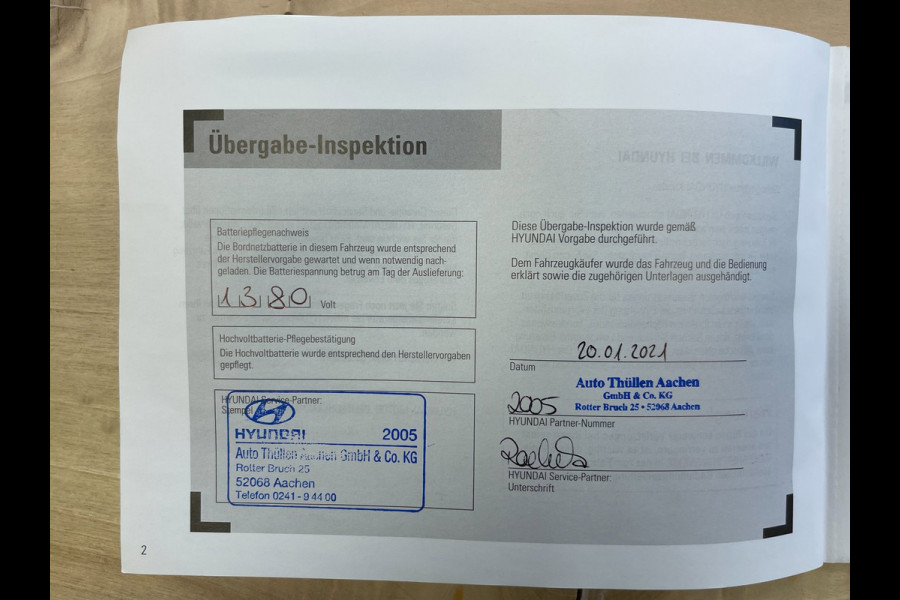 Übergabe-Inspektion
Batteriepflegenachweis
Die Bordnetzbatterie in diesem Fahrzeug wurde entsprechend
der Herstellervorgabe gewartet und wenn notwendig nach-
geladen. Die Batteriespannung betrug am Tag der Auslieferung:
13 80 Volt
Hochvoltbatterie-Pflegebestätigung
Die Hochvoltbatterie wurde entsprechend den Herstellervorgaben
gepflegt.
HYUNDAI Service-Partner:
Stempel
HYUNDAI 2005
Auto Thüllen Aachen GmbH & Co. KG
Rotter Bruch 25
52068 Aachen
Telefon 0241 - 9 44 00
Diese Übergabe-Inspektion wurde gemäß
HYUNDAI Vorgabe durchgeführt.
Dem Fahrzeugkäufer wurde das Fahrzeug und die Bedienung
erklärt sowie die zugehörigen Unterlagen ausgehändigt.
20.01.2021
Datum
Auto Thüllen Aachen
GmbH & Co. KG
Rotter Bruch 25 • 52068 Aachen
2005
HYUNDAI Partner-Nummer
HYUNDAI Service-Partner:
Unterschrift
2
WILLKOMMEN BEI HYUNDAI